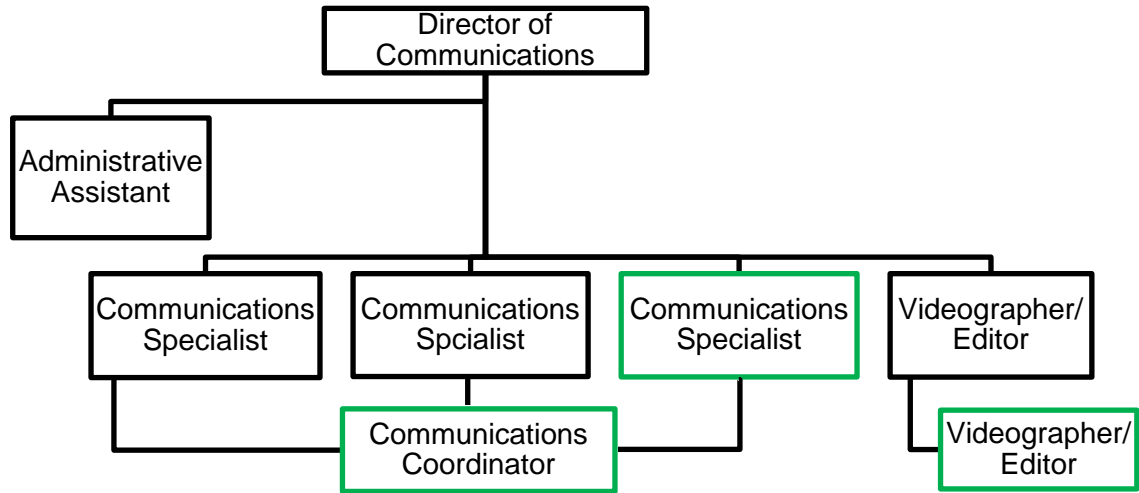 Director of
Communications
Administrative
Assistant
Communications
Specialist
Communications
Spcialist
Communications
Specialist
Videographer/
Editor
Communications
Coordinator
Videographer/
Editor